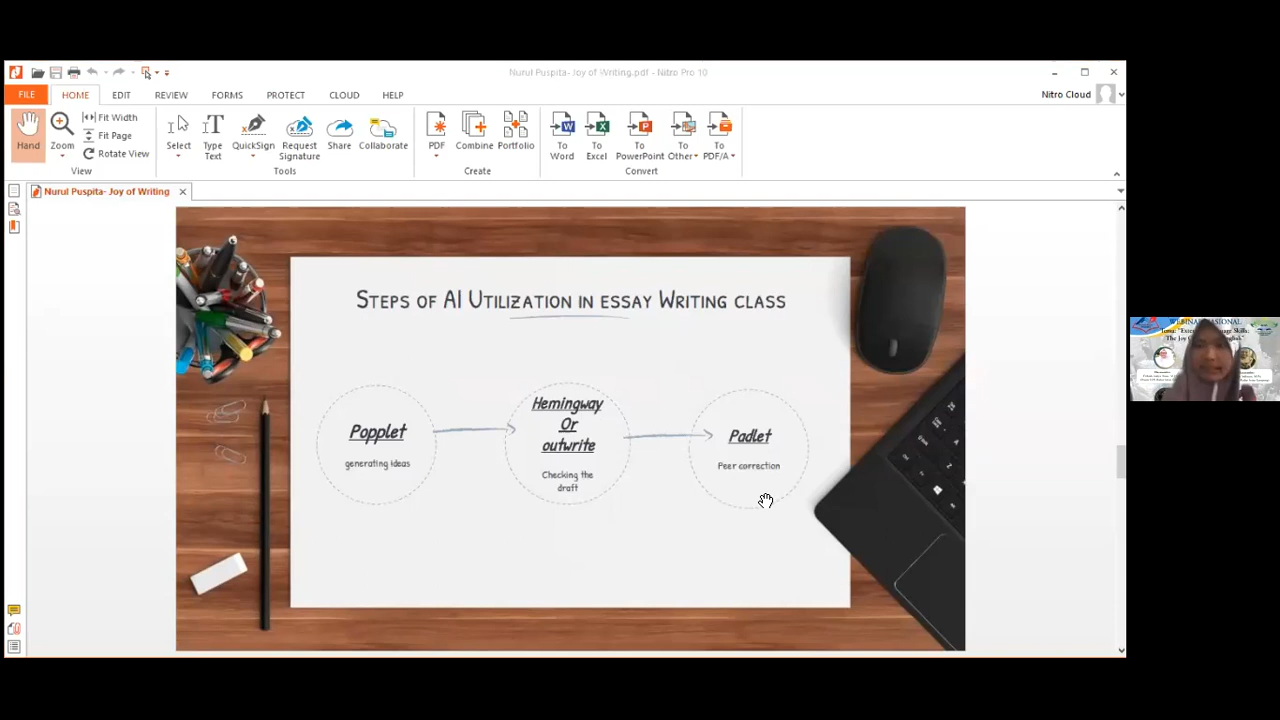 Nurul Puspita- Joy of Writing.pdf - Nitro Pro 10
FILE
HOME
EDIT
REVIEW
FORMS
PROTECT
CLOUD
HELP
Nitro Cloud
Hand
Zoom
Fit Width
Fit Page
Rotate View
View
Select
Type
Text
QuickSign
Request
Signature
Share
Collaborate
Tools
PDF
Combine
Portfolio
Create
To
Word
To
Excel
To
PowerPoint
To
Other
To
PDF/A
Convert
Nurul Puspita- Joy of Writing
STEPS OF AI UTILIZATION IN ESSAY WRITING CLASS
Popplet
generating ideas
Hemingway
Or
outwrite
Checking the
draft
Padlet
Peer correction
WEBINAR NASIONAL